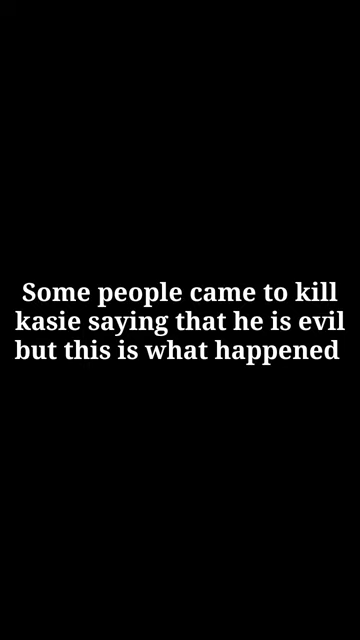 Some people came to kill
kasie saying that he is evil
but this is what happened